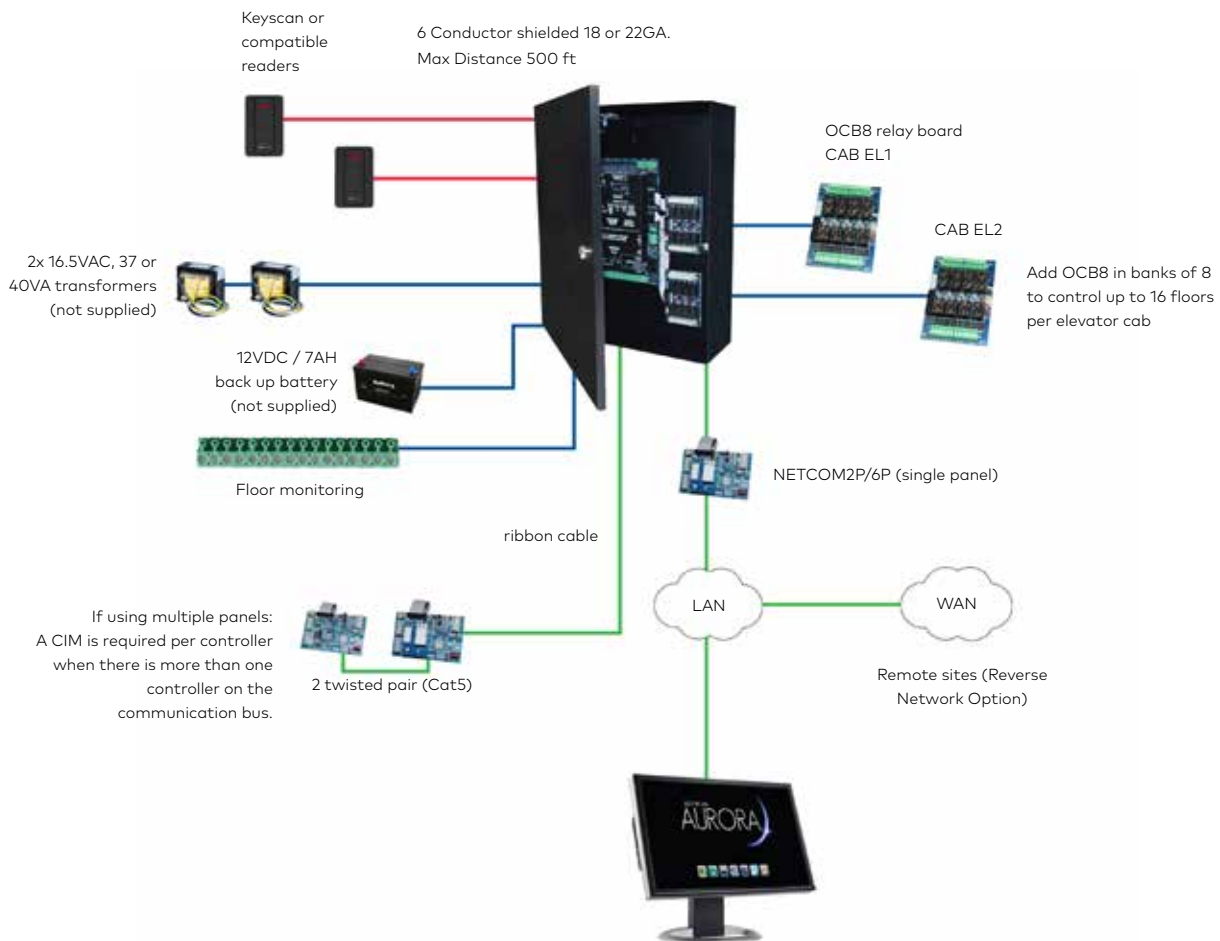 Keyscan or
compatible
readers
6 Conductor shielded 18 or 22GA.
Max Distance 500 ft
OCB8 relay board
CAB EL1
CAB EL2
2x 16.5VAC, 37 or
40VA transformers
(not supplied)
Add OCB8 in banks of 8
to control up to 16 floors
per elevator cab
12VDC / 7AH
back up battery
(not supplied)
Floor monitoring
NETCOM2P/6P (single panel)
ribbon cable
LAN
WAN
If using multiple panels:
A CIM is required per controller
when there is more than one
controller on the
communication bus.
2 twisted pair (Cat5)
Remote sites (Reverse
Network Option)
AURORA